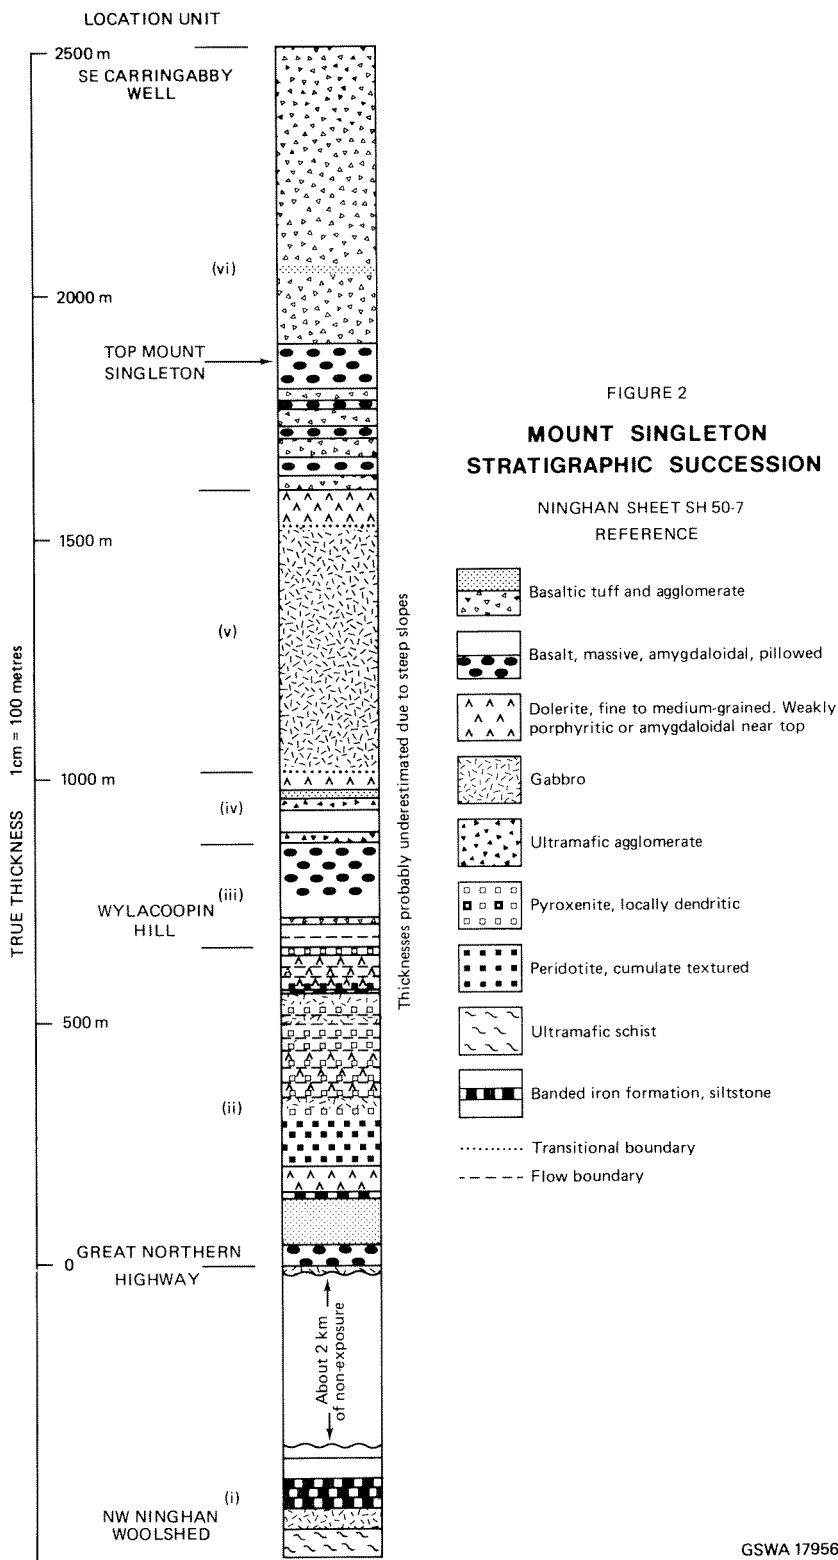 LOCATION UNIT
2500 m
SE CARRINGABBY
WELL
(vi)
2000 m
TOP MOUNT
SINGLETON
1500 m
(v)
1000 m
(iv)
(iii)
WYLACOOPIN
HILL
500 m
(ii)
GREAT NORTHERN
0
HIGHWAY
(i)
NW NINGHAN
WOOLSHED
TRUE THICKNESS 1cm = 100 metres
About 2 km
of non-exposure
Thicknesses probably underestimated due to steep slopes
FIGURE 2
MOUNT SINGLETON
STRATIGRAPHIC SUCCESSION
NINGHAN SHEET SH 50-7
REFERENCE
Basaltic tuff and agglomerate
Basalt, massive, amygdaloidal, pillowed
Dolerite, fine to medium-grained. Weakly
porphyritic or amygdaloidal near top
Gabbro
Ultramafic agglomerate
Pyroxenite, locally dendritic
Peridotite, cumulate textured
Ultramafic schist
Banded iron formation, siltstone
Transitional boundary
Flow boundary
GSWA 17956